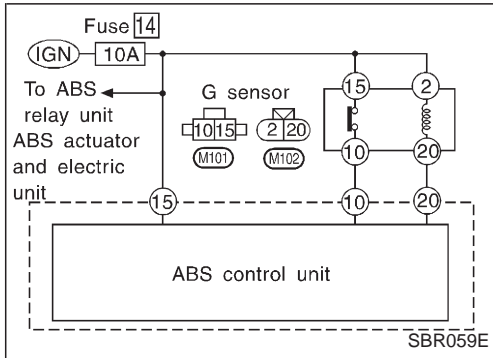 Fuse 14
IGN 10A
To ABS
relay unit
ABS actuator
and electric
unit
G sensor
10 15
2 20
M101
M102
15
2
10
20
15
10
20
ABS control unit
SBR059E